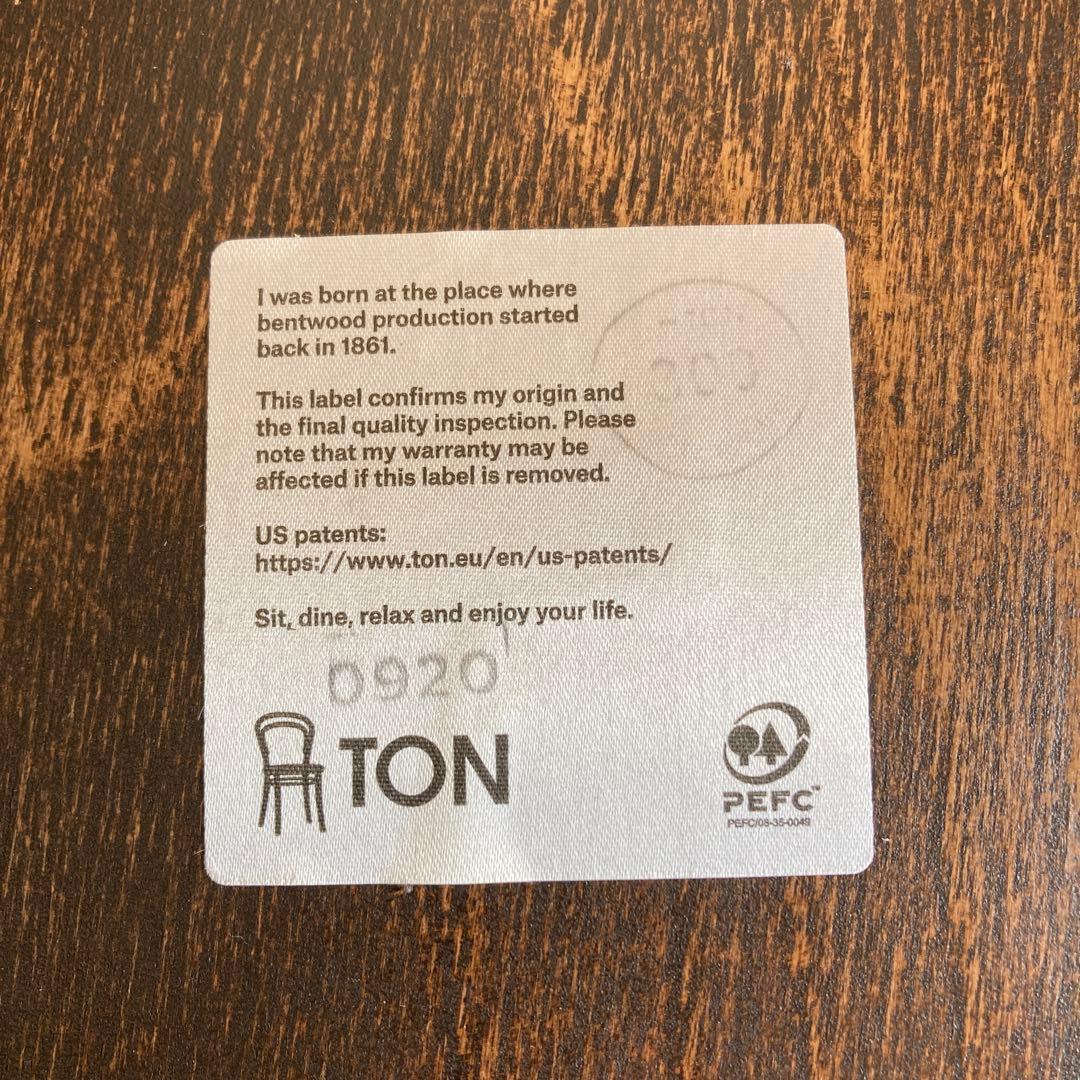 I was born at the place where
bentwood production started
back in 1861.
This label confirms my origin and
the final quality inspection. Please
note that my warranty may be
affected if this label is removed.
US patents:
https://www.ton.eu/en/us-patents/
Sit, dine, relax and enjoy your life.
0920
TON
PEFC™
PEFC/08-35-0049